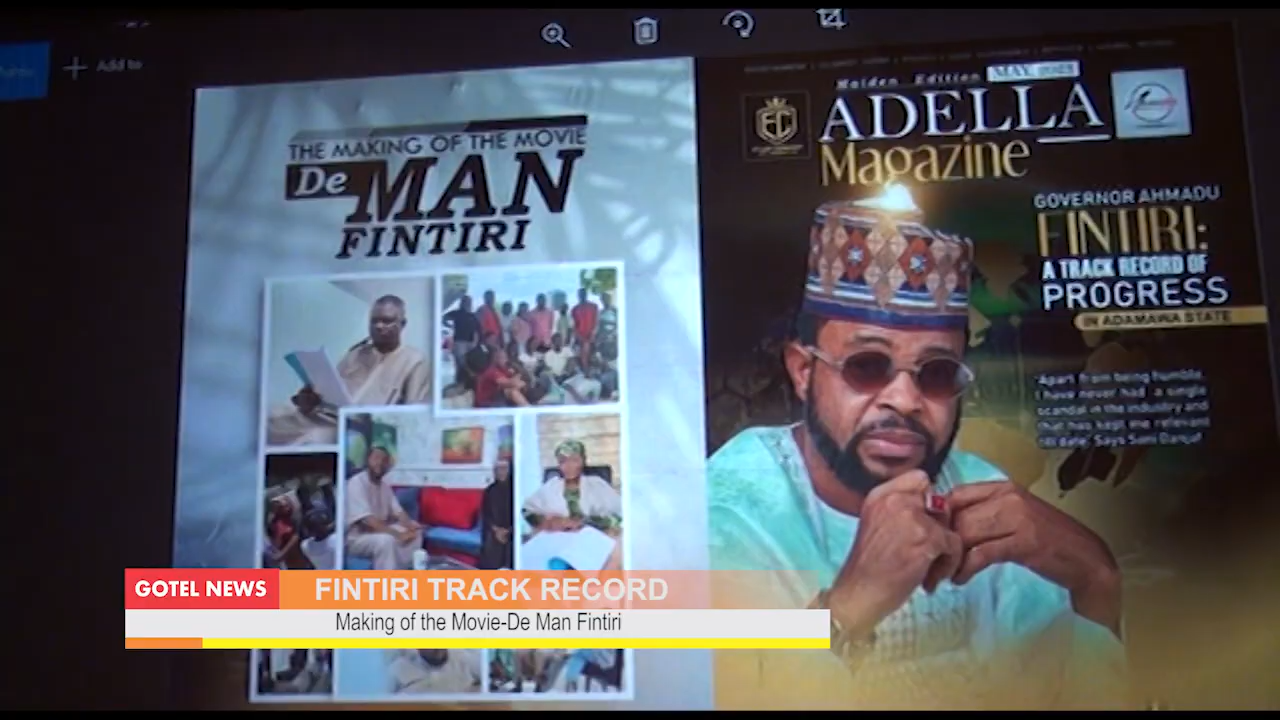 Add to
THE MAKING OF THE MOVIE
De MAN
FINTIRI
Maiden Edition MAY, 2023
ADELLA
Magazine
EC
GOVERNOR AHMADU
FINTIRI:
A TRACK RECORD OF
PROGRESS
IN ADAMAWA STATE
"Apart from being humble,
I have never had a single
scandal in the industry and
that has kept me relevant
till date" Says Sani Danja
GOTEL NEWS
FINTIRI TRACK RECORD
Making of the Movie-De Man Fintiri